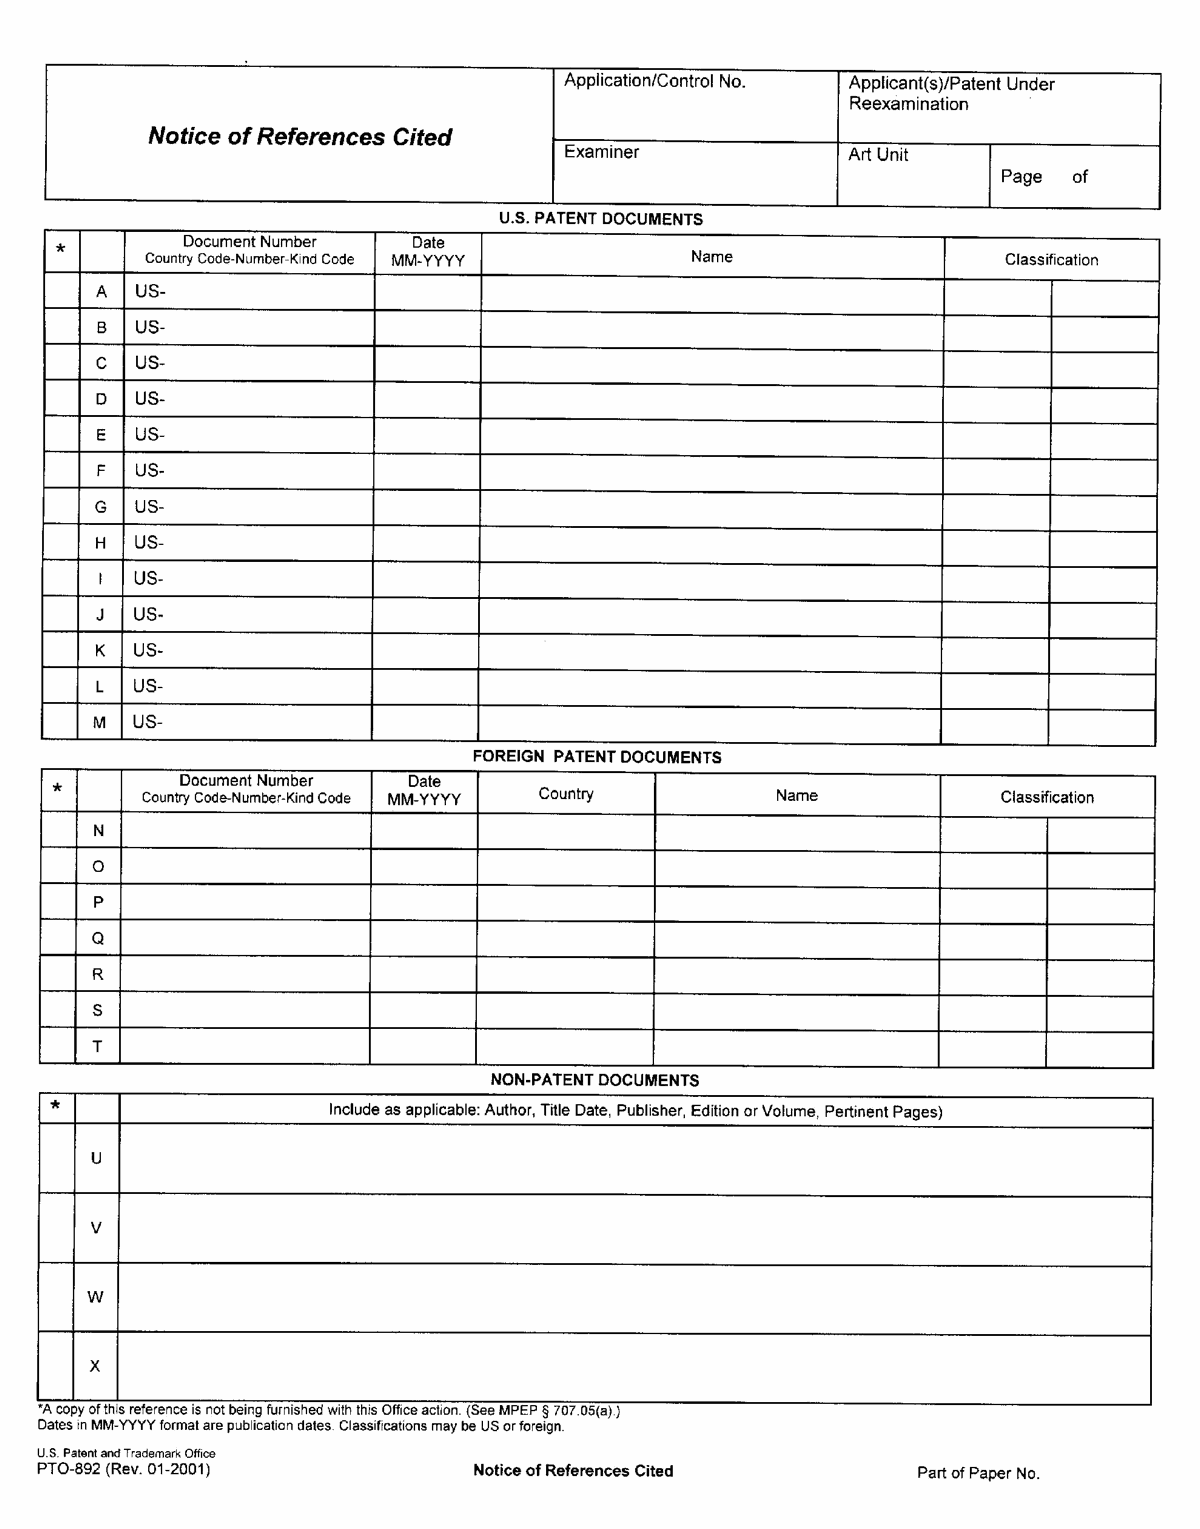 Notice of References Cited
Application/Control No.
Applicant(s)/Patent Under
Reexamination
Examiner
Art Unit
Page of
U.S. PATENT DOCUMENTS
*
Document Number
Country Code-Number-Kind Code
Date
MM-YYYY
Name
Classification
A US-
B US-
C US-
D US-
E US-
F US-
G US-
H US-
I US-
J US-
K US-
L US-
M US-
FOREIGN PATENT DOCUMENTS
*
Document Number
Country Code-Number-Kind Code
Date
MM-YYYY
Country
Name
Classification
N
O
P
Q
R
S
T
NON-PATENT DOCUMENTS
*
Include as applicable: Author, Title Date, Publisher, Edition or Volume, Pertinent Pages)
U
V
W
X
*A copy of this reference is not being furnished with this Office action. (See MPEP § 707.05(a).)
Dates in MM-YYYY format are publication dates. Classifications may be US or foreign.
U.S. Patent and Trademark Office
PTO-892 (Rev. 01-2001)
Notice of References Cited
Part of Paper No.